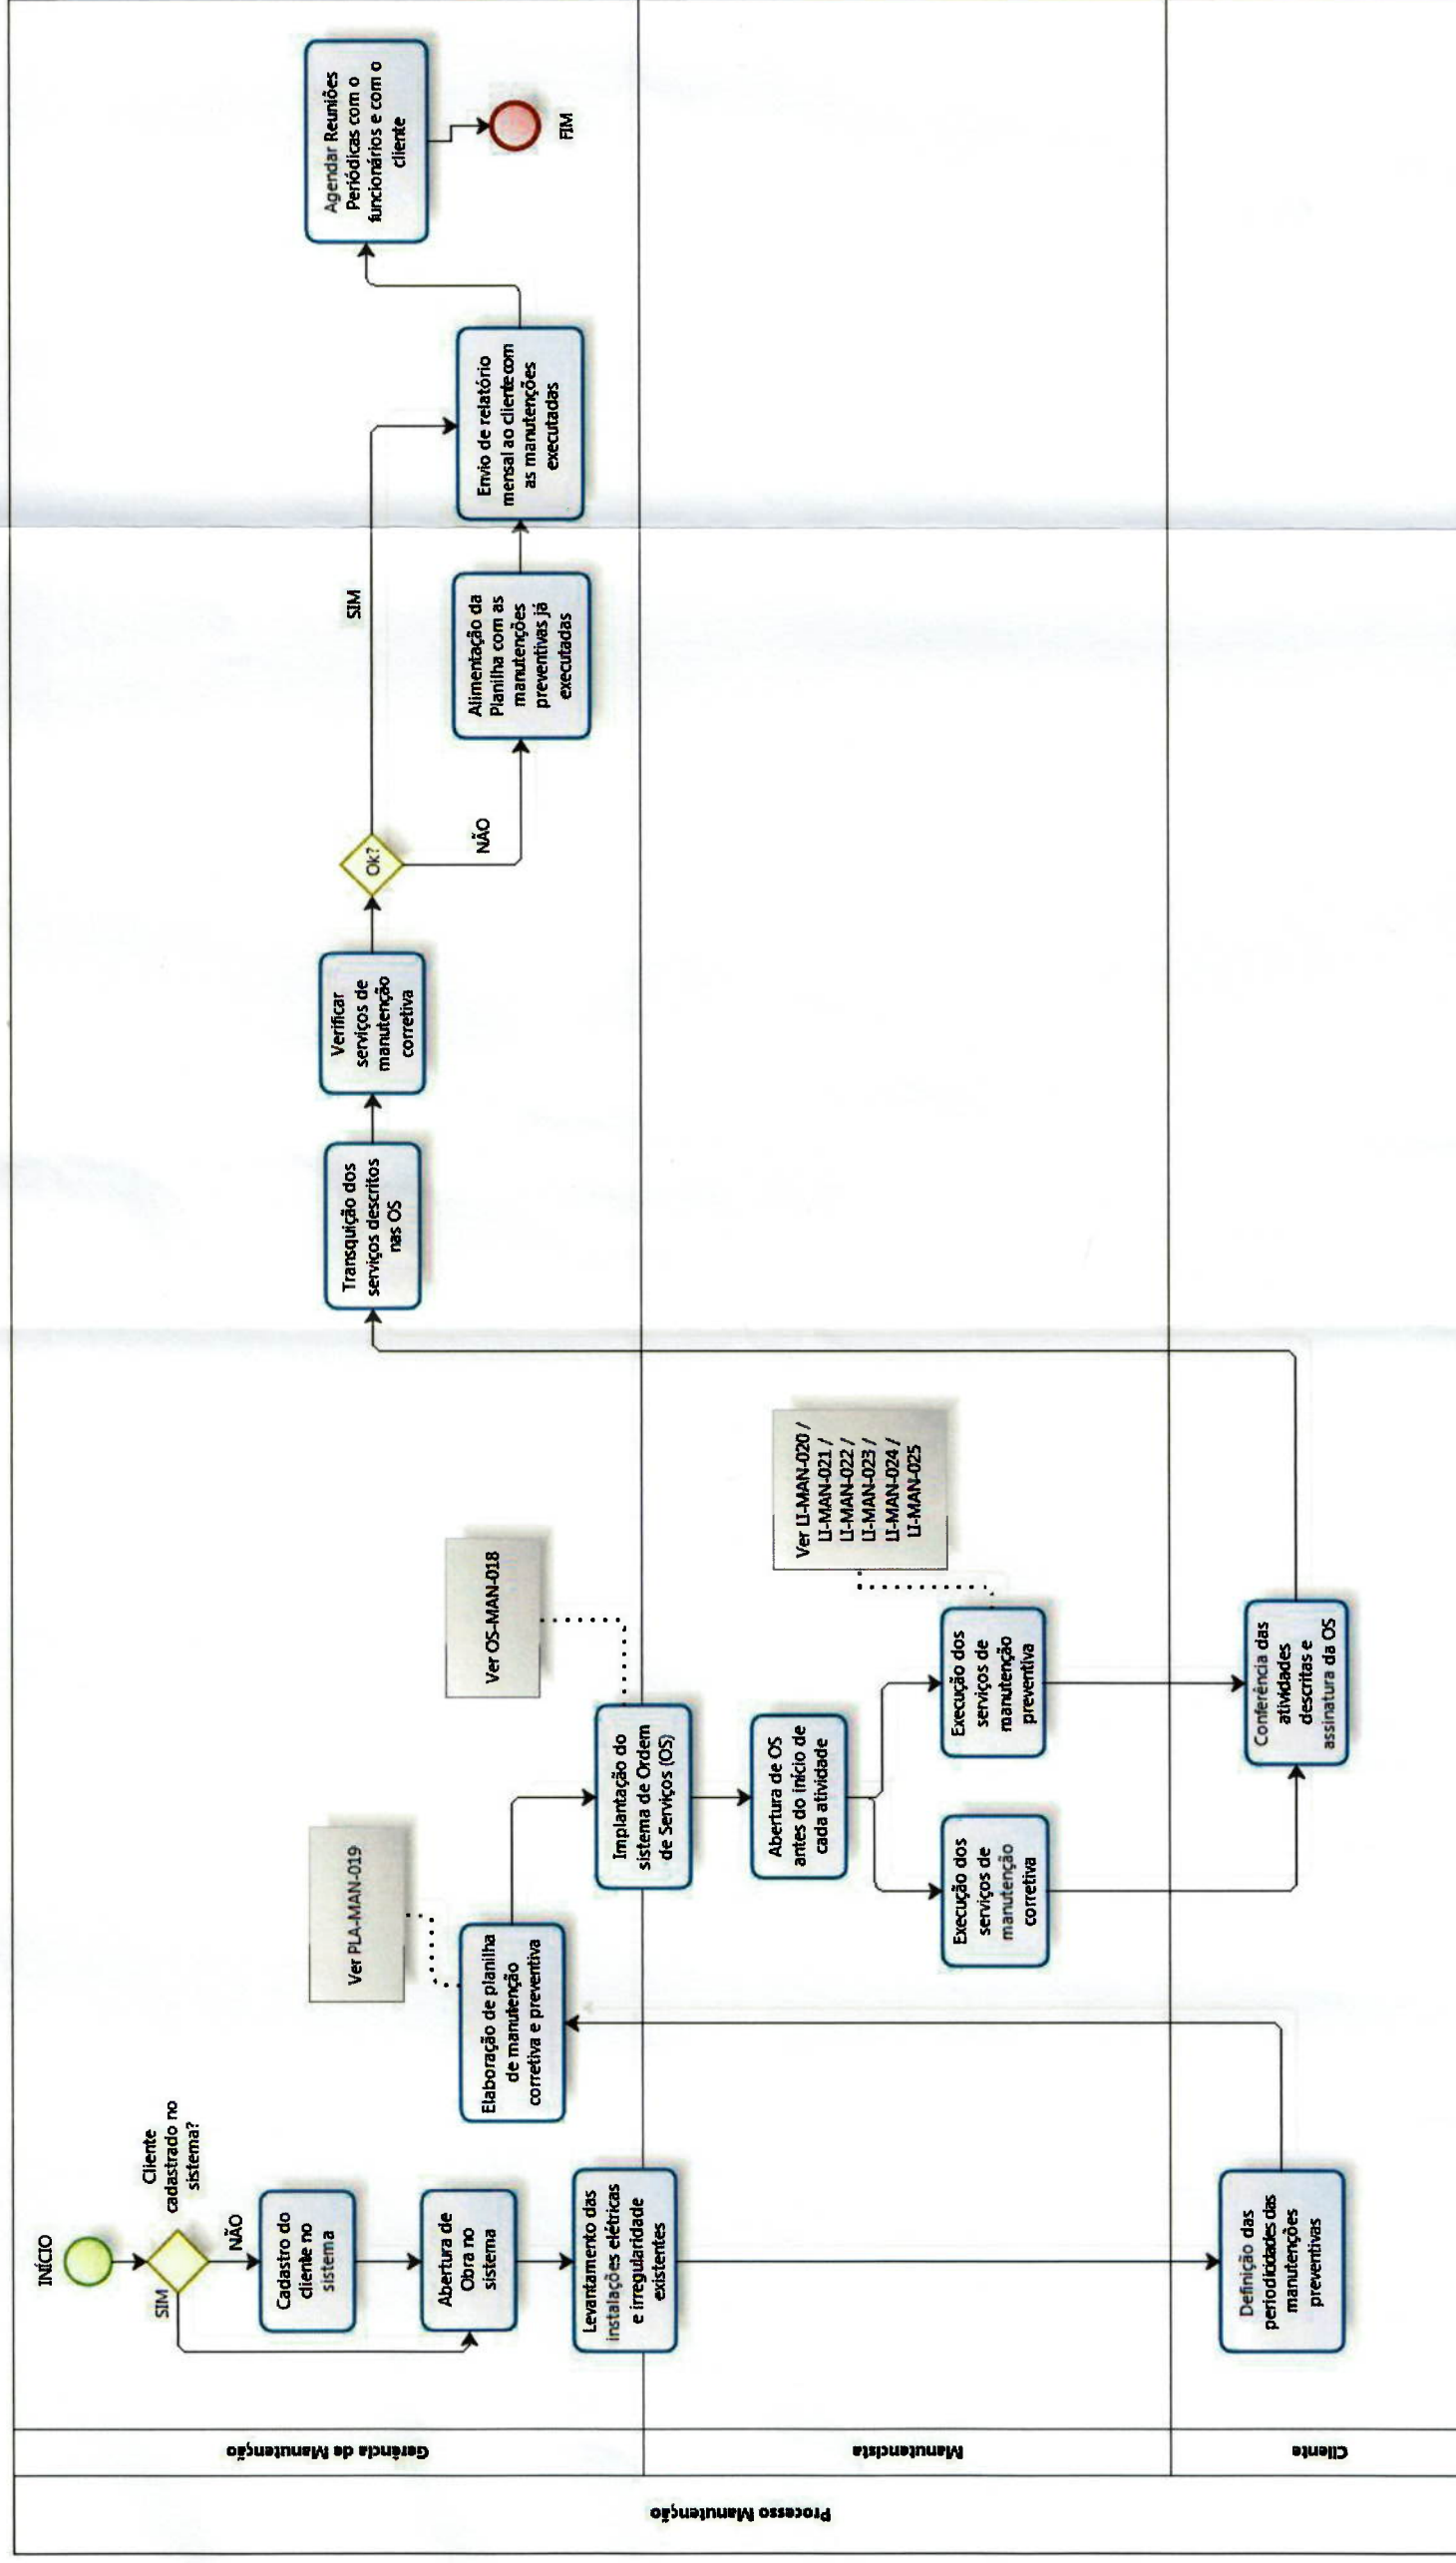 Processo Manutenção
Gerência de Manutenção
INÍCIO
Cliente
cadastrado no
sistema?
SIM
NÃO
Cadastro do
cliente no
sistema
Abertura de
Obra no
sistema
Levantamento das
instalações elétricas
e irregularidade
existentes
Ver PLA-MAN-019
Elaboração de planilha
de manutenção
corretiva e preventiva
Ver OS-MAN-018
Implantação do
sistema de Ordem
de Serviços (OS)
Transquição dos
serviços descritos
nas OS
Verificar
serviços de
manutenção
corretiva
Ok?
SIM
NÃO
Alimentação da
Planilha com as
manutenções
preventivas já
executadas
Envio de relatório
mensal ao cliente com
as manutenções
executadas
Agendar Reuniões
Periódicas com o
funcionários e com o
cliente
FIM
Manutencista
Abertura de OS
antes do início de
cada atividade
Execução dos
serviços de
manutenção
corretiva
Execução dos
serviços de
manutenção
preventiva
Ver LI-MAN-020 /
LI-MAN-021 /
LI-MAN-022 /
LI-MAN-023 /
LI-MAN-024 /
LI-MAN-025
Cliente
Definição das
periodicidades das
manutenções
preventivas
Conferência das
atividades
descritas e
assinatura da OS